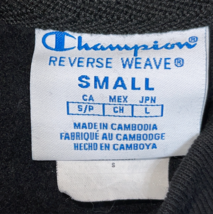 Champion
REVERSE WEAVE®
SMALL
CA MEX JPN
S/P CH L
MADE IN CAMBODIA
FABRIQUÉ AU CAMBODGE
HECHO EN CAMBOYA